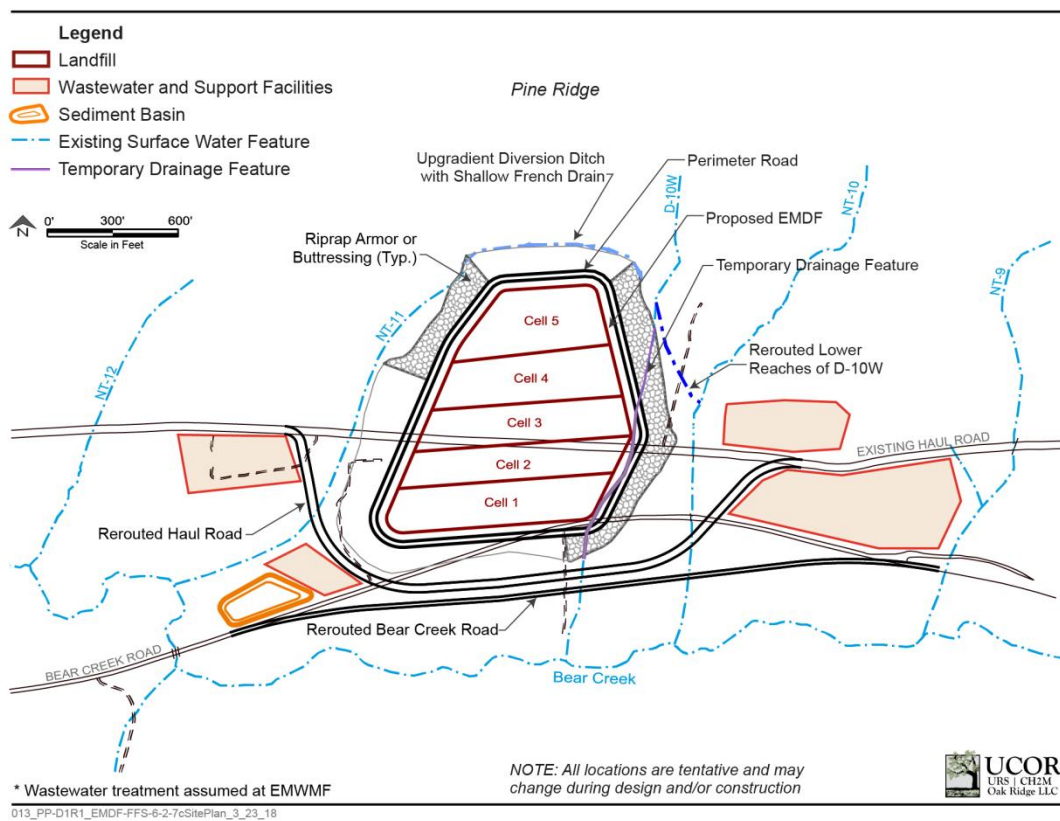 Legend
Landfill
Wastewater and Support Facilities
Sediment Basin
Existing Surface Water Feature
Temporary Drainage Feature
N
0' 300' 600'
Scale in Feet
Pine Ridge
Upgradient Diversion Ditch
with Shallow French Drain
Perimeter Road
D-10W
NT-10
Proposed EMDF
Riprap Armor or
Buttressing (Typ.)
Temporary Drainage Feature
NT-9
NT-11
NT-12
Cell 5
Cell 4
Cell 3
Cell 2
Cell 1
Rerouted Lower
Reaches of D-10W
EXISTING HAUL ROAD
Rerouted Haul Road
Rerouted Bear Creek Road
BEAR CREEK ROAD
Bear Creek
* Wastewater treatment assumed at EMWMF
NOTE: All locations are tentative and may
change during design and/or construction
UCOR
URS | CH2M
Oak Ridge LLC
013_PP-D1R1_EMDF-FFS-6-2-7cSitePlan_3_23_18